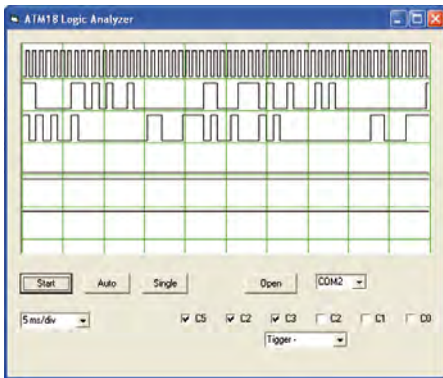 ATM18 Logic Analyzer
Start Auto Single Open COM2
5 ms/div C5 C2 C3 C2 C1 C0
Tigger -